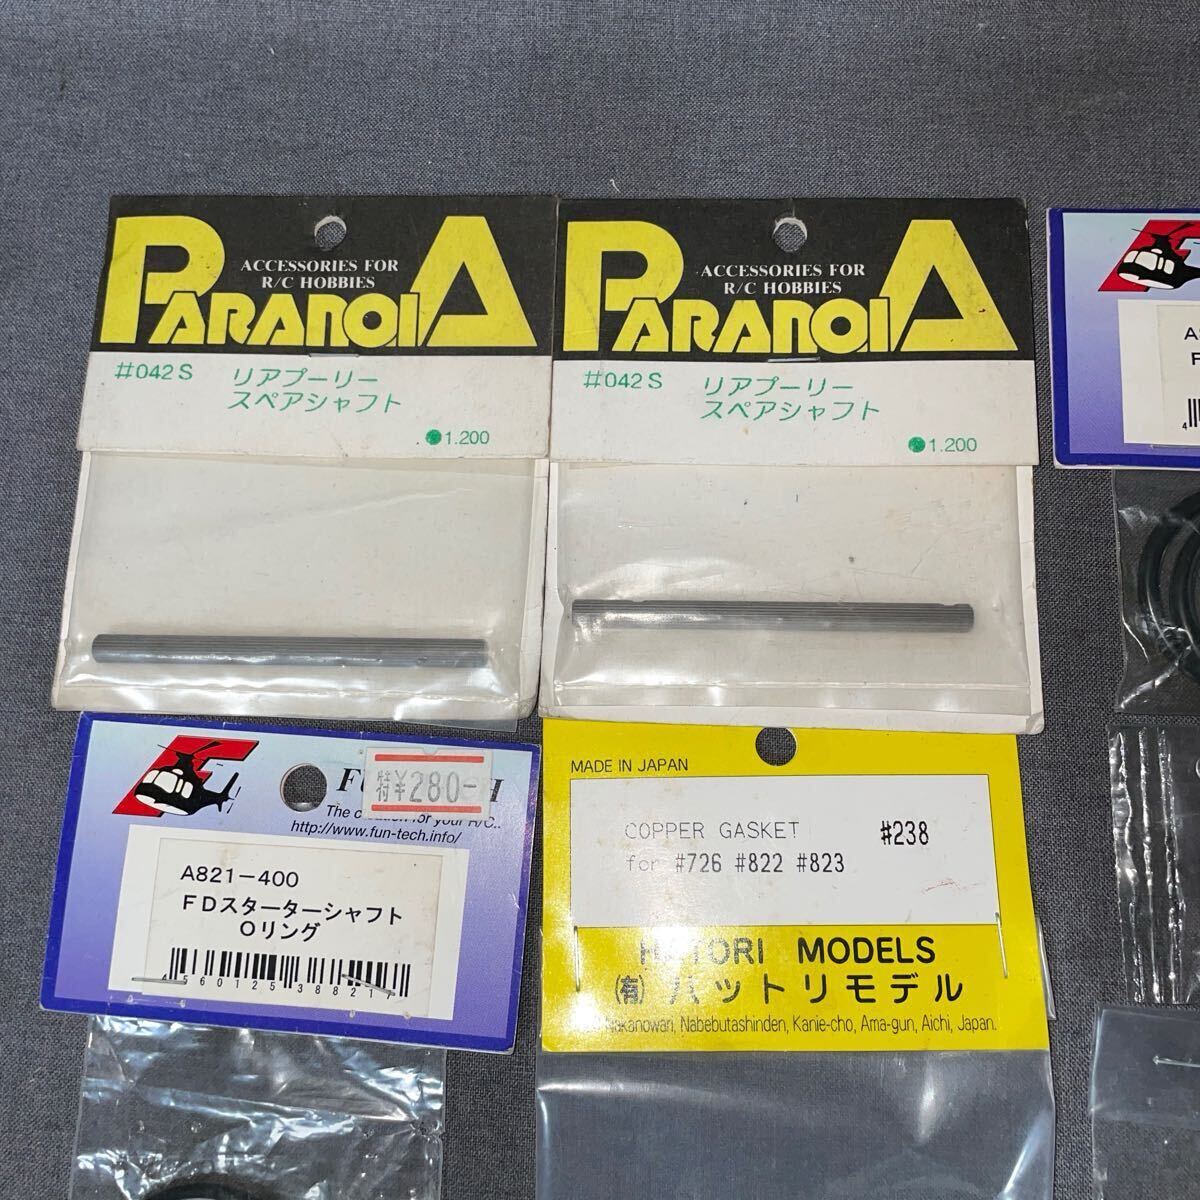 PARANOIA
ACCESSORIES FOR
R/C HOBBIES
#042S リアプーリー
スペアシャフト
1.200
PARANOIA
ACCESSORIES FOR
R/C HOBBIES
#042S リアプーリー
スペアシャフト
1.200
特 ¥280-
The creation for your R/C..
http://www.fun-tech.info/
A821-400
FDスターターシャフト
Oリング
4560125388217
MADE IN JAPAN
COPPER GASKET #238
for #726 #822 #823
HATORI MODELS
(有)ハットリモデル
Nakanowari, Nabebutashinden, Kanie-cho, Ama-gun, Aichi, Japan.
A
F
4